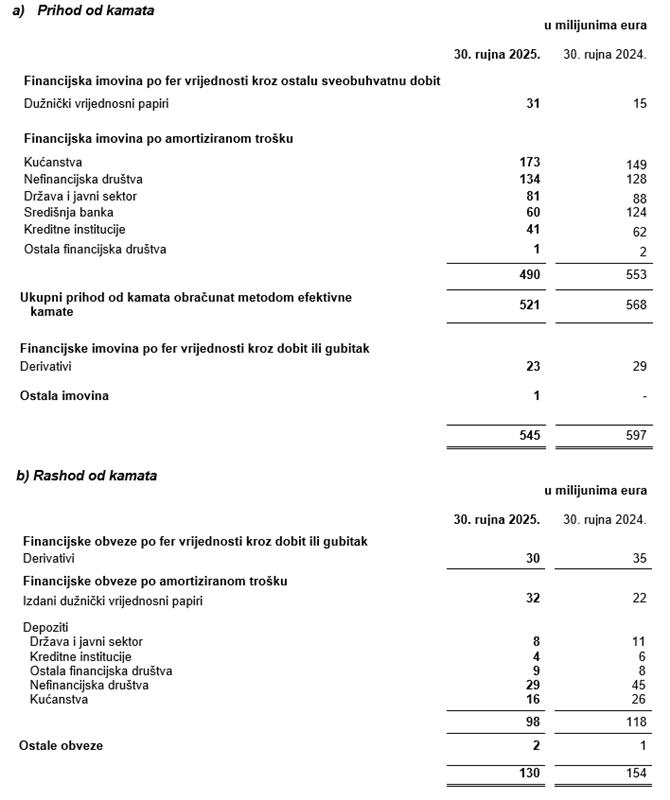 a) Prihod od kamata
u milijunima eura
30. rujna 2025. 30. rujna 2024.
Financijska imovina po fer vrijednosti kroz ostalu sveobuhvatnu dobit
Dužnički vrijednosni papiri 31 15
Financijska imovina po amortiziranom trošku
Kućanstva 173 149
Nefinancijska društva 134 128
Država i javni sektor 81 88
Središnja banka 60 124
Kreditne institucije 41 62
Ostala financijska društva 1 2
490 553
Ukupni prihod od kamata obračunat metodom efektivne
kamate 521 568
Financijske imovina po fer vrijednosti kroz dobit ili gubitak
Derivativi 23 29
Ostala imovina 1 -
545 597
b) Rashod od kamata
u milijunima eura
30. rujna 2025. 30. rujna 2024.
Financijske obveze po fer vrijednosti kroz dobit ili gubitak
Derivativi 30 35
Financijske obveze po amortiziranom trošku
Izdani dužnički vrijednosni papiri 32 22
Depoziti
Država i javni sektor 8 11
Kreditne institucije 4 6
Ostala financijska društva 9 8
Nefinancijska društva 29 45
Kućanstva 16 26
98 118
Ostale obveze 2 1
130 154